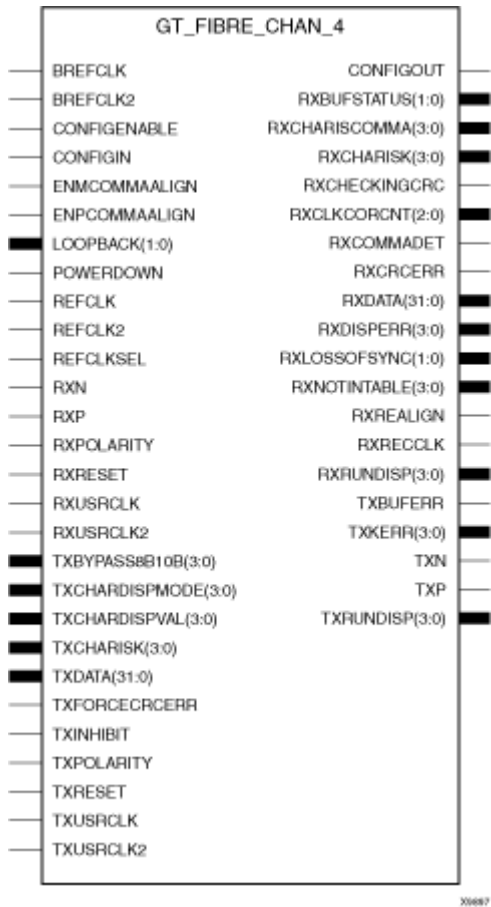 GT_FIBRE_CHAN_4
BREFCLK
BREFCLK2
CONFIGENABLE
CONFIGIN
ENMCOMMAALIGN
ENPCOMMAALIGN
LOOPBACK(1:0)
POWERDOWN
REFCLK
REFCLK2
REFCLKSEL
RXN
RXP
RXPOLARITY
RXRESET
RXUSRCLK
RXUSRCLK2
TXBYPASS8B10B(3:0)
TXCHARDISPMODE(3:0)
TXCHARDISPVAL(3:0)
TXCHARISK(3:0)
TXDATA(31:0)
TXFORCECRCERR
TXINHIBIT
TXPOLARITY
TXRESET
TXUSRCLK
TXUSRCLK2
CONFIGOUT
RXBUFSTATUS(1:0)
RXCHARISCOMMA(3:0)
RXCHARISK(3:0)
RXCHECKINGCRC
RXCLKCORCNT(2:0)
RXCOMMADET
RXCRCERR
RXDATA(31:0)
RXDISPERR(3:0)
RXLOSSOFSYNC(1:0)
RXNOTINTABLE(3:0)
RXREALIGN
RXRECCLK
RXRUNDISP(3:0)
TXBUFERR
TXKERR(3:0)
TXN
TXP
TXRUNDISP(3:0)
X9897